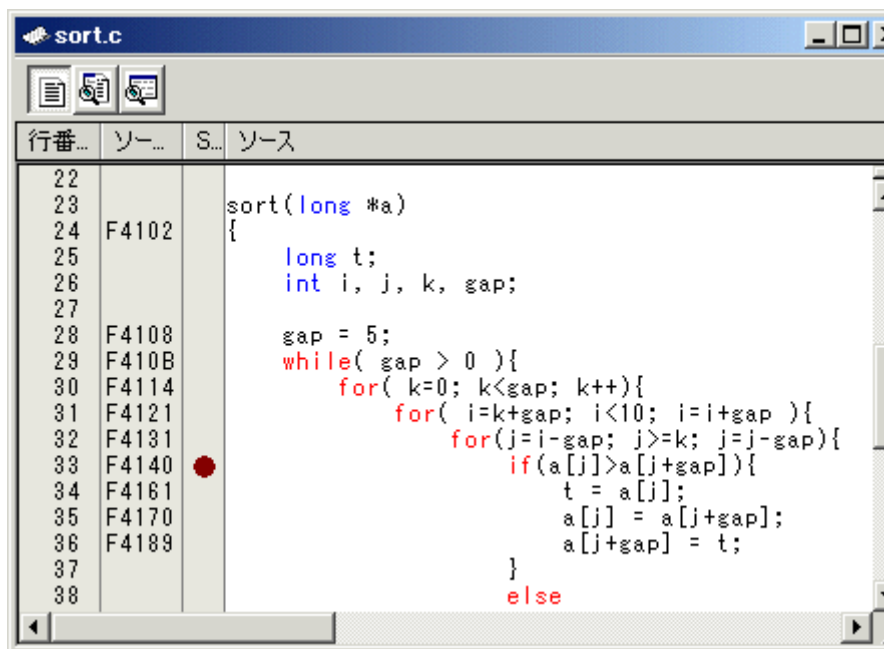 sort.c
行番... ソー... S... ソース
22
23 sort(long *a)
24 F4102 {
25 long t;
26 int i, j, k, gap;
27
28 F4108 gap = 5;
29 F410B while( gap > 0 ){
30 F4114 for( k=0; k<gap; k++){
31 F4121 for( i=k+gap; i<10; i=i+gap ){
32 F4131 for(j=i-gap; j>=k; j=j-gap){
33 F4140 if(a[j]>a[j+gap]){
34 F4161 t = a[j];
35 F4170 a[j] = a[j+gap];
36 F4189 a[j+gap] = t;
37 }
38 else